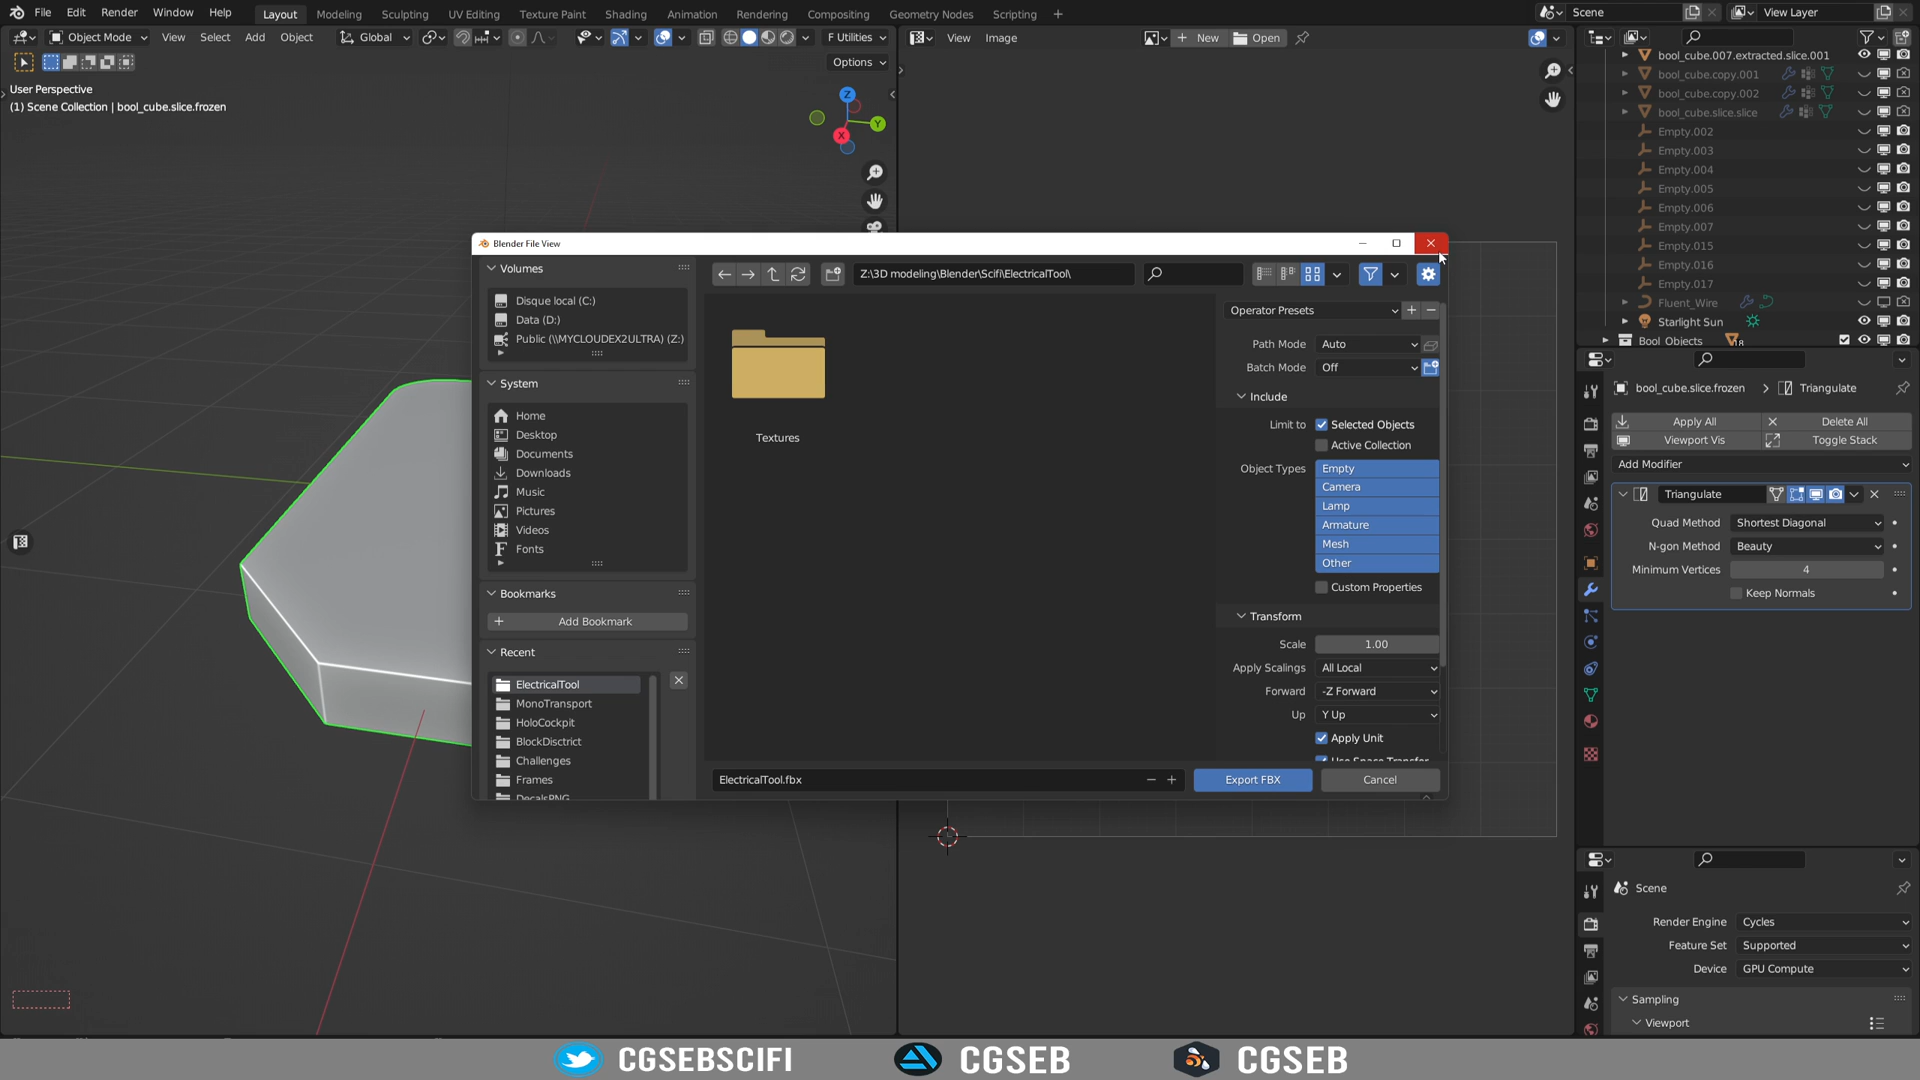 File Edit Render Window Help Layout Modeling Sculpting UV Editing Texture Paint Shading Animation Rendering Compositing Geometry Nodes Scripting + Scene View Layer
Object Mode View Select Add Object Global F Utilities View Image New Open
Options
User Perspective
(1) Scene Collection | bool_cube.slice.frozen
Z
Y
X
bool_cube.007.extracted.slice.001
bool_cube.copy.001
bool_cube.copy.002
bool_cube.slice.slice
Empty.002
Empty.003
Empty.004
Empty.005
Empty.006
Empty.007
Empty.015
Empty.016
Empty.017
Fluent_Wire
Starlight Sun
Bool Objects 18
Blender File View
Volumes
Disque local (C:)
Data (D:)
Public (\\MYCLOUDEX2ULTRA) (Z:)
System
Home
Desktop
Documents
Downloads
Music
Pictures
Videos
Fonts
Bookmarks
Add Bookmark
Recent
ElectricalTool
MonoTransport
HoloCockpit
BlockDisctrict
Challenges
Frames
DecalsPNG
Z:\3D modeling\Blender\Scifi\ElectricalTool\
Textures
Operator Presets
Path Mode Auto
Batch Mode Off
Include
Limit to Selected Objects
Active Collection
Object Types Empty
Camera
Lamp
Armature
Mesh
Other
Custom Properties
Transform
Scale 1.00
Apply Scalings All Local
Forward -Z Forward
Up Y Up
Apply Unit
Use Space Transfor
ElectricalTool.fbx Export FBX Cancel
bool_cube.slice.frozen > Triangulate
Apply All Delete All
Viewport Vis Toggle Stack
Add Modifier
Triangulate
Quad Method Shortest Diagonal
N-gon Method Beauty
Minimum Vertices 4
Keep Normals
Scene
Render Engine Cycles
Feature Set Supported
Device GPU Compute
Sampling
Viewport
CGSEBSCIFI CGSEB CGSEB